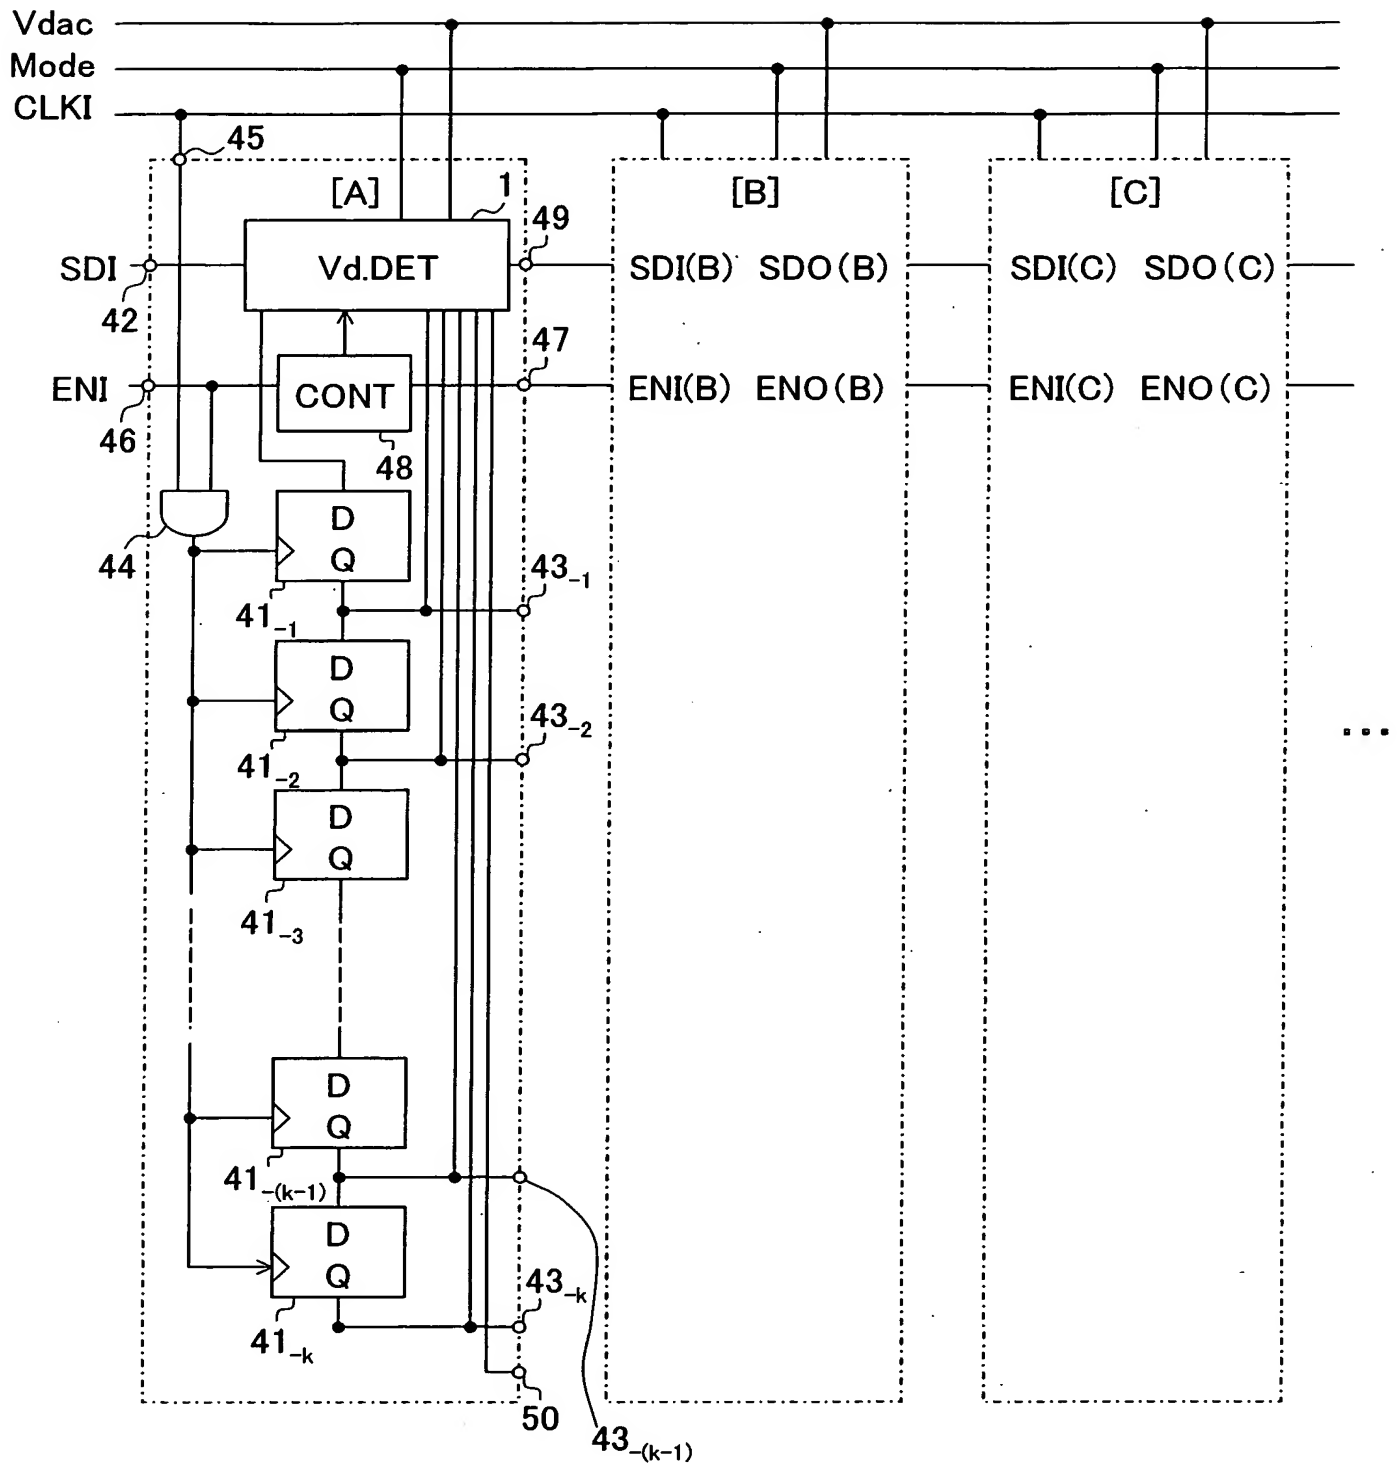 Vdac
Mode
CLKI
45
[A]
1
[B]
[C]
49
SDI
Vd.DET
SDI(B) SDO(B)
SDI(C) SDO(C)
42
47
ENI
CONT
ENI(B) ENO(B)
ENI(C) ENO(C)
46
48
D
Q
44
43-1
41-1
D
Q
43-2
41-2
...
D
Q
41-3
D
Q
41-(k-1)
D
Q
43-k
41-k
50
43-(k-1)